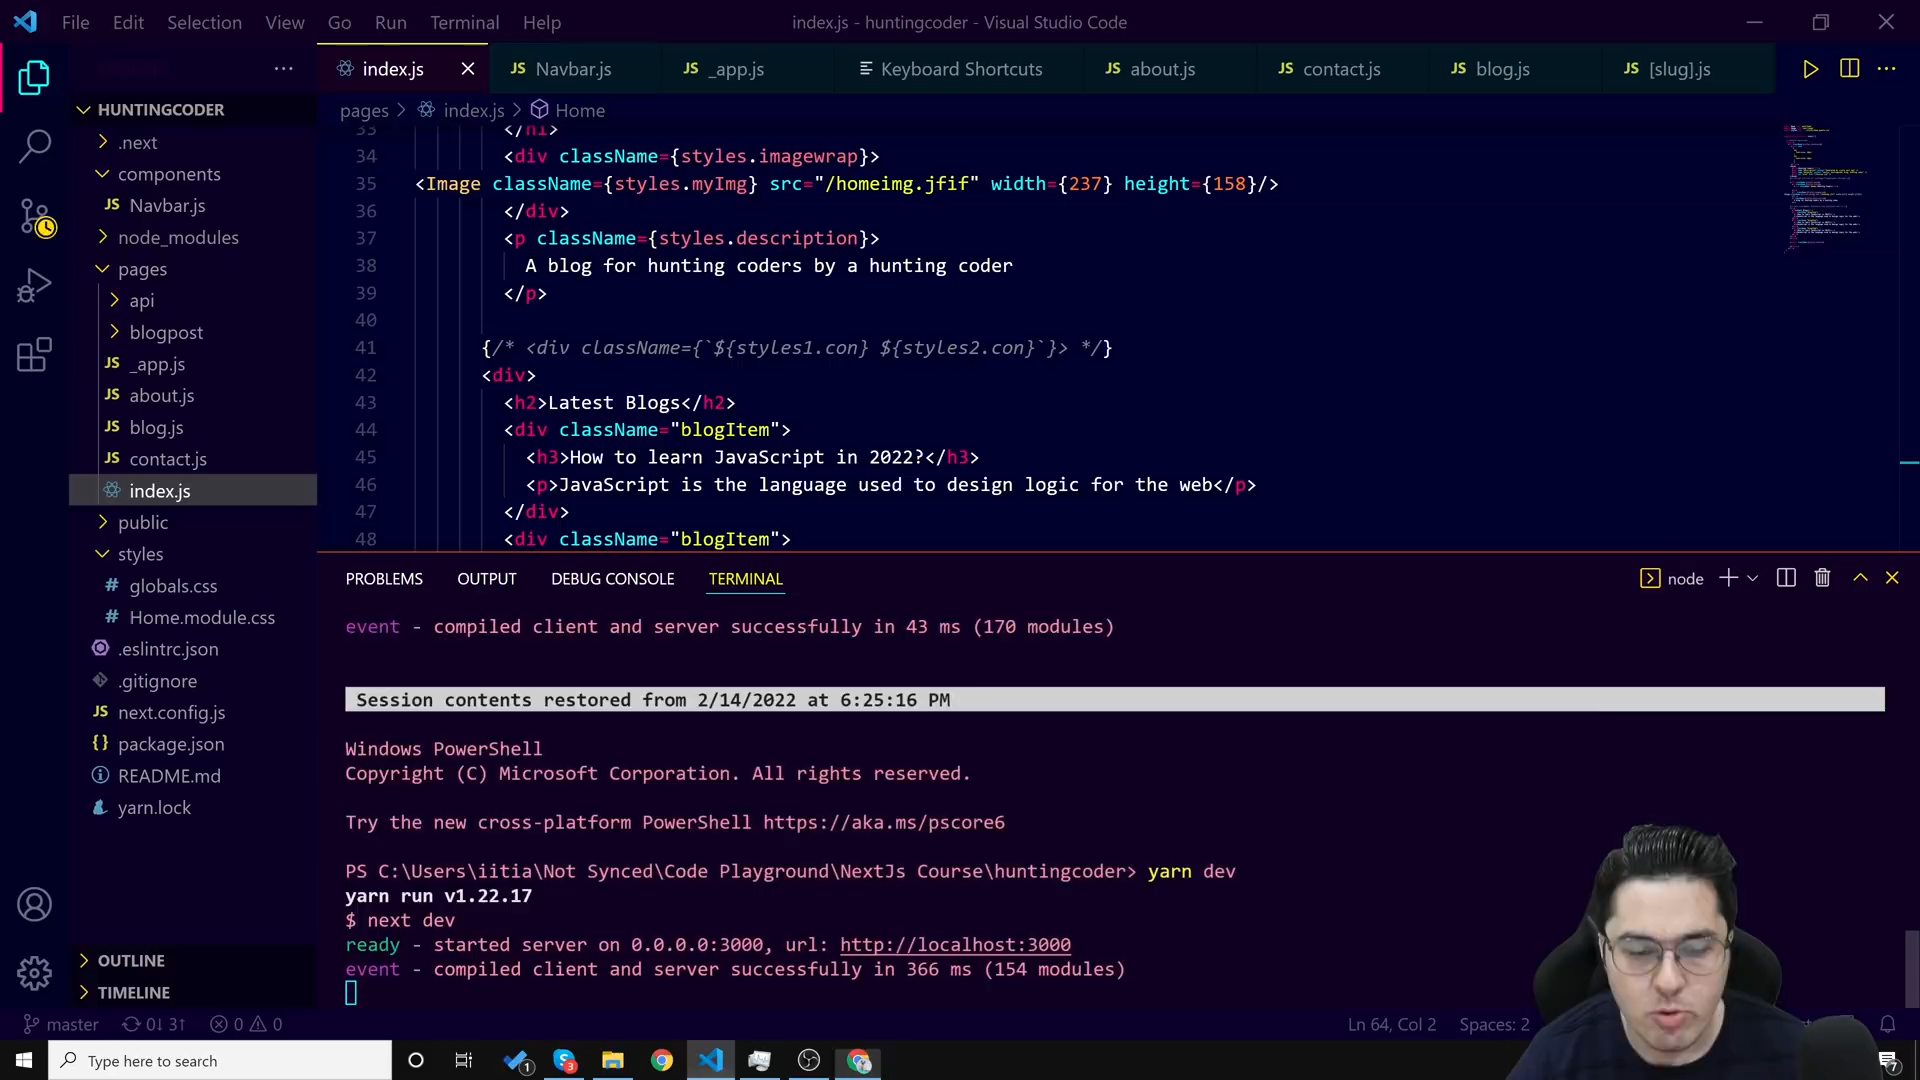 File Edit Selection View Go Run Terminal Help
index.js - huntingcoder - Visual Studio Code
index.js
Navbar.js
_app.js
Keyboard Shortcuts
about.js
contact.js
blog.js
[slug].js
HUNTINGCODER
.next
components
Navbar.js
node_modules
pages
api
blogpost
_app.js
about.js
blog.js
contact.js
index.js
public
styles
globals.css
Home.module.css
.eslintrc.json
.gitignore
next.config.js
package.json
README.md
yarn.lock
OUTLINE
TIMELINE
pages > index.js > Home
33 </h1>
34 <div className={styles.imagewrap}>
35 <Image className={styles.myImg} src="/homeimg.jfif" width={237} height={158}/>
36 </div>
37 <p className={styles.description}>
38 A blog for hunting coders by a hunting coder
39 </p>
40
41 {/* <div className={`${styles1.con} ${styles2.con}`}> */}
42 <div>
43 <h2>Latest Blogs</h2>
44 <div className="blogItem">
45 <h3>How to learn JavaScript in 2022?</h3>
46 <p>JavaScript is the language used to design logic for the web</p>
47 </div>
48 <div className="blogItem">
PROBLEMS OUTPUT DEBUG CONSOLE TERMINAL
node
event - compiled client and server successfully in 43 ms (170 modules)
Session contents restored from 2/14/2022 at 6:25:16 PM
Windows PowerShell
Copyright (C) Microsoft Corporation. All rights reserved.
Try the new cross-platform PowerShell https://aka.ms/pscore6
PS C:\Users\iitia\Not Synced\Code Playground\NextJs Course\huntingcoder> yarn dev
yarn run v1.22.17
$ next dev
ready - started server on 0.0.0.0:3000, url: http://localhost:3000
event - compiled client and server successfully in 366 ms (154 modules)
master 0↓ 3↑ 0 0
Ln 64, Col 2 Spaces: 2
Type here to search
1
3
7